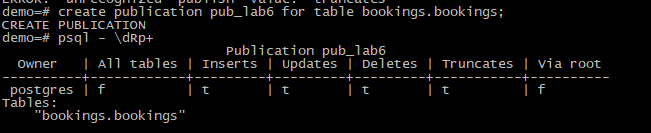 ERROR:  unrecognized "publish" value: "truncates"
demo=# create publication pub_lab6 for table bookings.bookings;
CREATE PUBLICATION
demo=# psql - \dRp+
                            Publication pub_lab6
  Owner   | All tables | Inserts | Updates | Deletes | Truncates | Via root
----------+------------+---------+---------+---------+-----------+----------
 postgres | f          | t       | t       | t       | t         | f
Tables:
    "bookings.bookings"